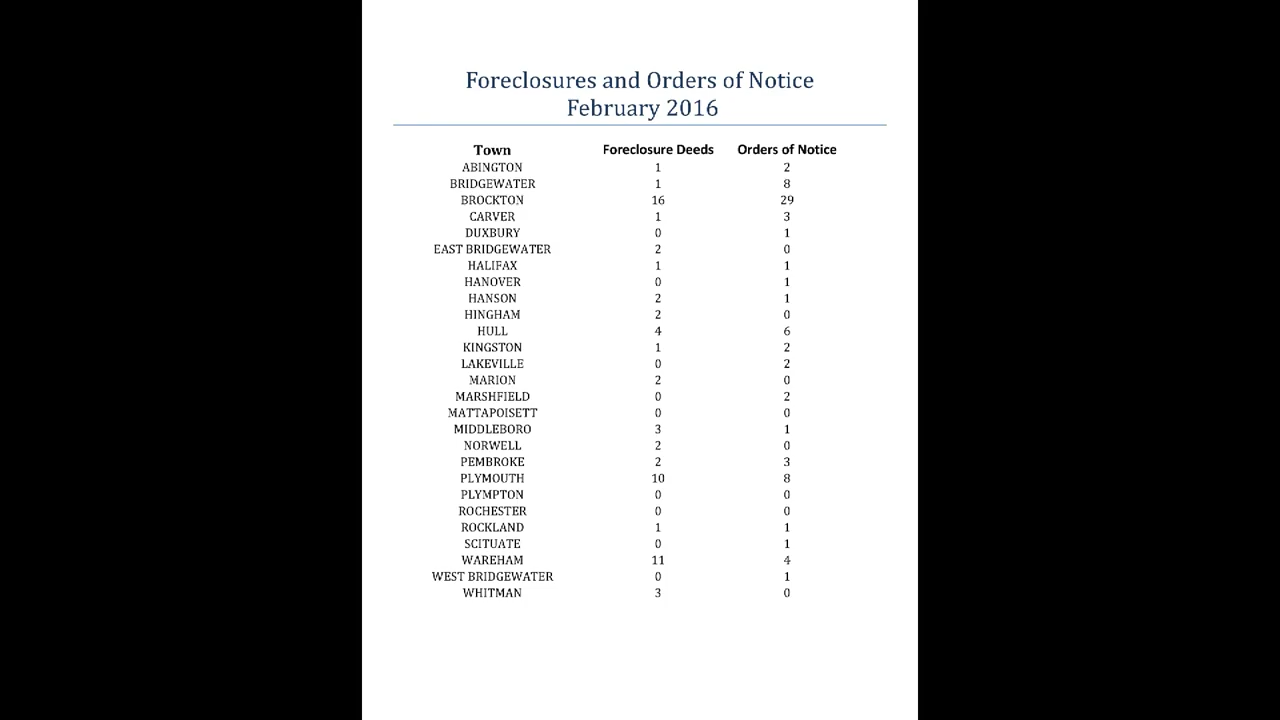 Foreclosures and Orders of Notice
February 2016
Town Foreclosure Deeds Orders of Notice
ABINGTON 1 2
BRIDGEWATER 1 8
BROCKTON 16 29
CARVER 1 3
DUXBURY 0 1
EAST BRIDGEWATER 2 0
HALIFAX 1 1
HANOVER 0 1
HANSON 2 1
HINGHAM 2 0
HULL 4 6
KINGSTON 1 2
LAKEVILLE 0 2
MARION 2 0
MARSHFIELD 0 2
MATTAPOISETT 0 0
MIDDLEBORO 3 1
NORWELL 2 0
PEMBROKE 2 3
PLYMOUTH 10 8
PLYMPTON 0 0
ROCHESTER 0 0
ROCKLAND 1 1
SCITUATE 0 1
WAREHAM 11 4
WEST BRIDGEWATER 0 1
WHITMAN 3 0